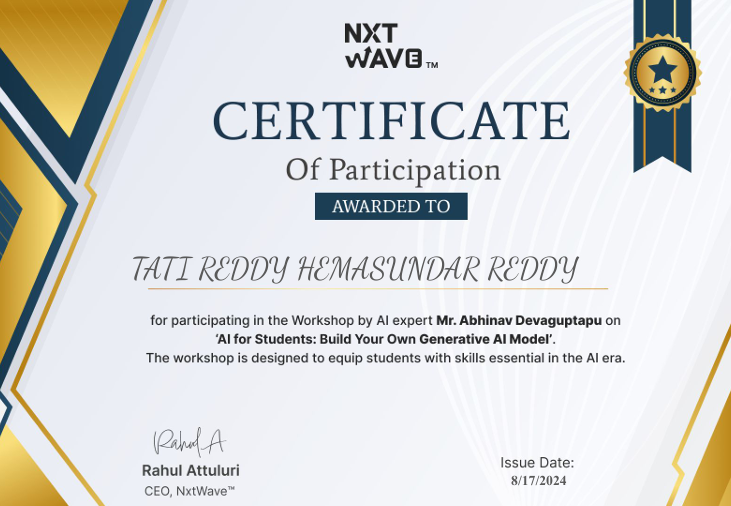 NXT
WAVE™
CERTIFICATE
Of Participation
AWARDED TO
TATI REDDY HEMASUNDAR REDDY
for participating in the Workshop by AI expert Mr. Abhinav Devaguptapu on
‘AI for Students: Build Your Own Generative AI Model’.
The workshop is designed to equip students with skills essential in the AI era.
Rahul A
Rahul Attuluri
CEO, NxtWave™
Issue Date:
8/17/2024